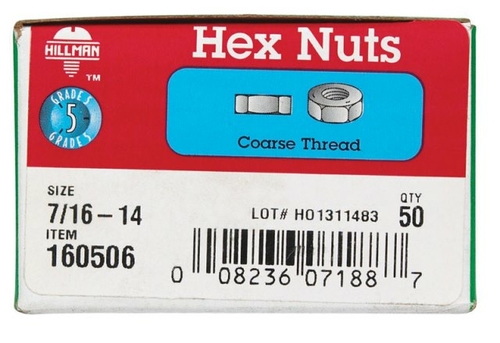 HILLMAN
TM
Hex Nuts
GRADE 5
5
GRADE 5
Coarse Thread
SIZE
7/16-14
ITEM
160506
LOT# HO1311483
QTY
50
0 08236 07188 7